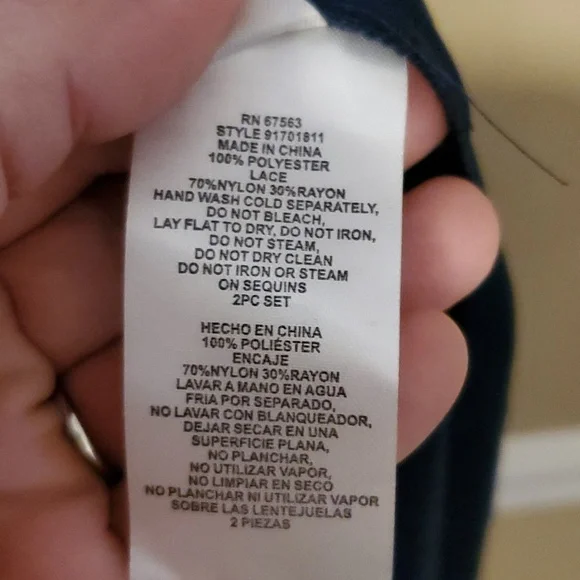 RN 67563
STYLE 91701811
MADE IN CHINA
100% POLYESTER
LACE
70%NYLON 30%RAYON
HAND WASH COLD SEPARATELY,
DO NOT BLEACH,
LAY FLAT TO DRY, DO NOT IRON,
DO NOT STEAM,
DO NOT DRY CLEAN
DO NOT IRON OR STEAM
ON SEQUINS
2PC SET
HECHO EN CHINA
100% POLIÉSTER
ENCAJE
70%NYLON 30%RAYON
LAVAR A MANO EN AGUA
FRIA POR SEPARADO,
NO LAVAR CON BLANQUEADOR,
DEJAR SECAR EN UNA
SUPERFICIE PLANA,
NO PLANCHAR,
NO UTILIZAR VAPOR,
NO LIMPIAR EN SECO
NO PLANCHAR NI UTILIZAR VAPOR
SOBRE LAS LENTEJUELAS
2 PIEZAS